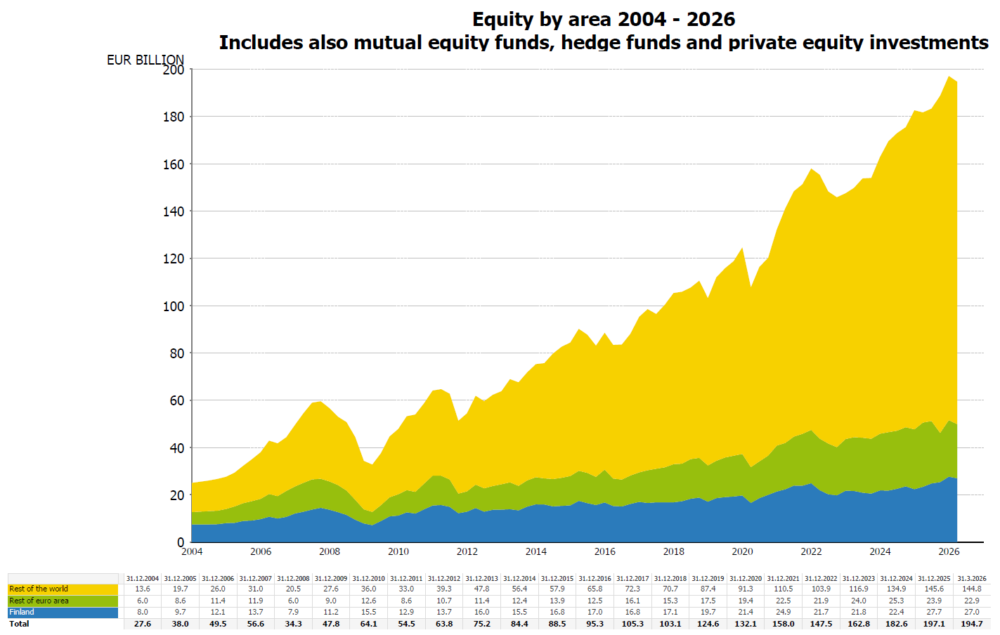 Equity by area 2004 - 2026
Includes also mutual equity funds, hedge funds and private equity investments
EUR BILLION
200
180
160
140
120
100
80
60
40
20
0
2004 2006 2008 2010 2012 2014 2016 2018 2020 2022 2024 2026
31.12.2004 31.12.2005 31.12.2006 31.12.2007 31.12.2008 31.12.2009 31.12.2010 31.12.2011 31.12.2012 31.12.2013 31.12.2014 31.12.2015 31.12.2016 31.12.2017 31.12.2018 31.12.2019 31.12.2020 31.12.2021 31.12.2022 31.12.2023 31.12.2024 31.12.2025 31.3.2026
Rest of the world 13.6 19.7 26.0 31.0 20.5 27.6 36.0 33.0 39.3 47.8 56.4 57.9 65.8 72.3 70.7 87.4 91.3 110.5 103.9 116.9 134.9 145.6 144.8
Rest of euro area 6.0 8.6 11.4 11.9 6.0 9.0 12.6 8.6 10.7 11.4 12.4 13.9 12.5 16.1 15.3 17.5 19.4 22.5 21.9 24.0 25.3 23.9 22.9
Finland 8.0 9.7 12.1 13.7 7.9 11.2 15.5 12.9 13.7 16.0 15.5 16.8 17.0 16.8 17.1 19.7 21.4 24.9 21.7 21.8 22.4 27.7 27.0
Total 27.6 38.0 49.5 56.6 34.3 47.8 64.1 54.5 63.8 75.2 84.4 88.5 95.3 105.3 103.1 124.6 132.1 158.0 147.5 162.8 182.6 197.1 194.7